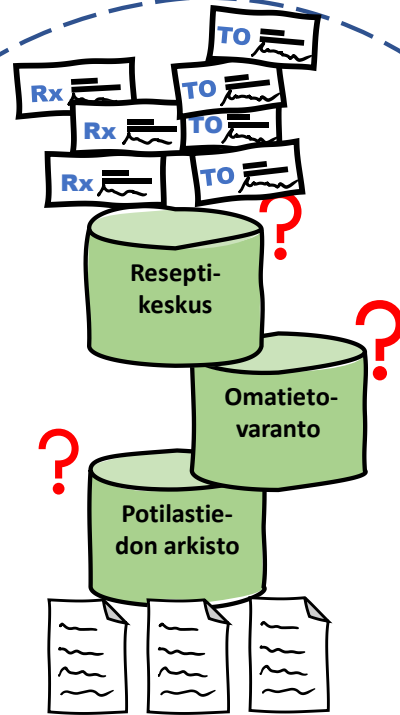 TO
Rx
TO
Rx
TO
Rx
TO
Resepti-
keskus
?
?
Omatieto-
varanto
?
Potilastie-
don arkisto